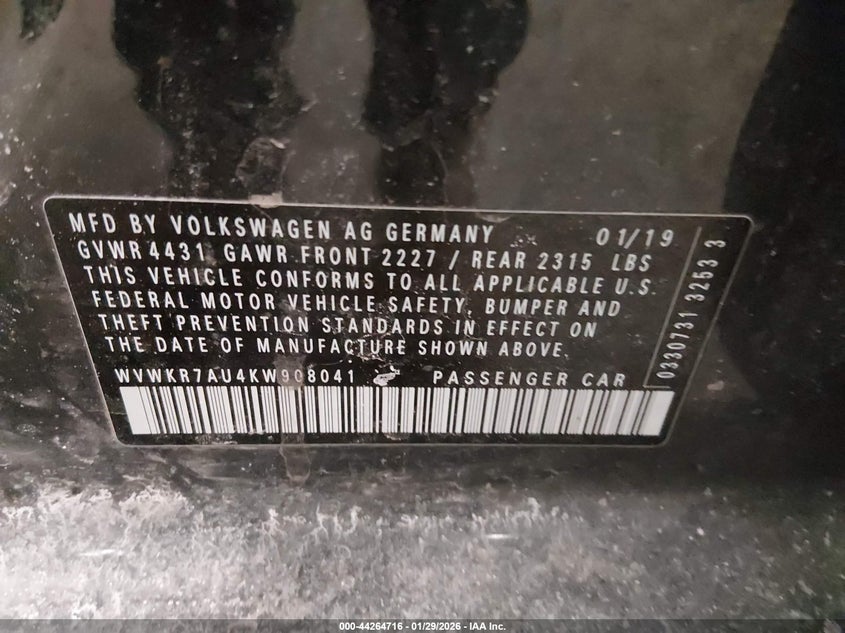 MFD BY VOLKSWAGEN AG GERMANY 01/19
GVWR 4431 GAWR FRONT 2227 / REAR 2315 LBS
THIS VEHICLE CONFORMS TO ALL APPLICABLE U.S.
FEDERAL MOTOR VEHICLE SAFETY, BUMPER AND
THEFT PREVENTION STANDARDS IN EFFECT ON
THE DATE OF MANUFACTURE SHOWN ABOVE.
WVWKR7AU4KW908041 PASSENGER CAR
0330731 32533 3
000-44264716 - 01/29/2026 - IAA Inc.